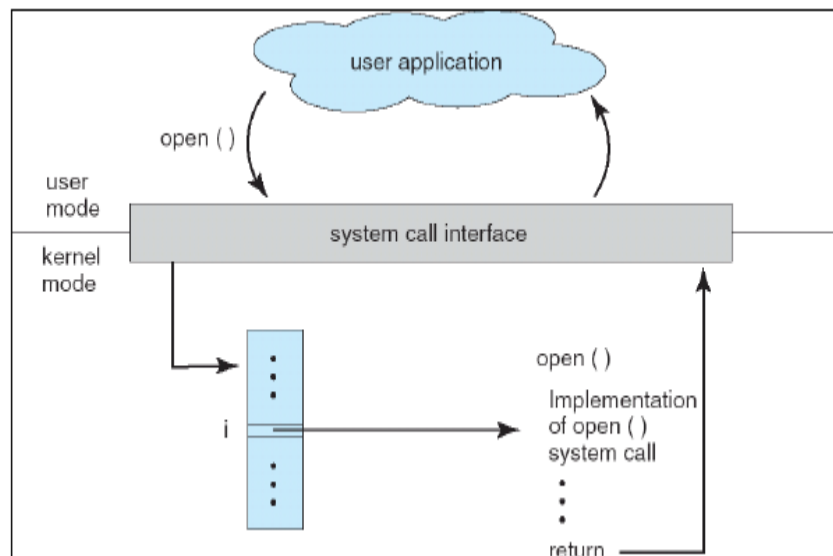 user application
open ( )
user
mode
system call interface
kernel
mode
open ( )
i
Implementation
of open ( )
system call
return